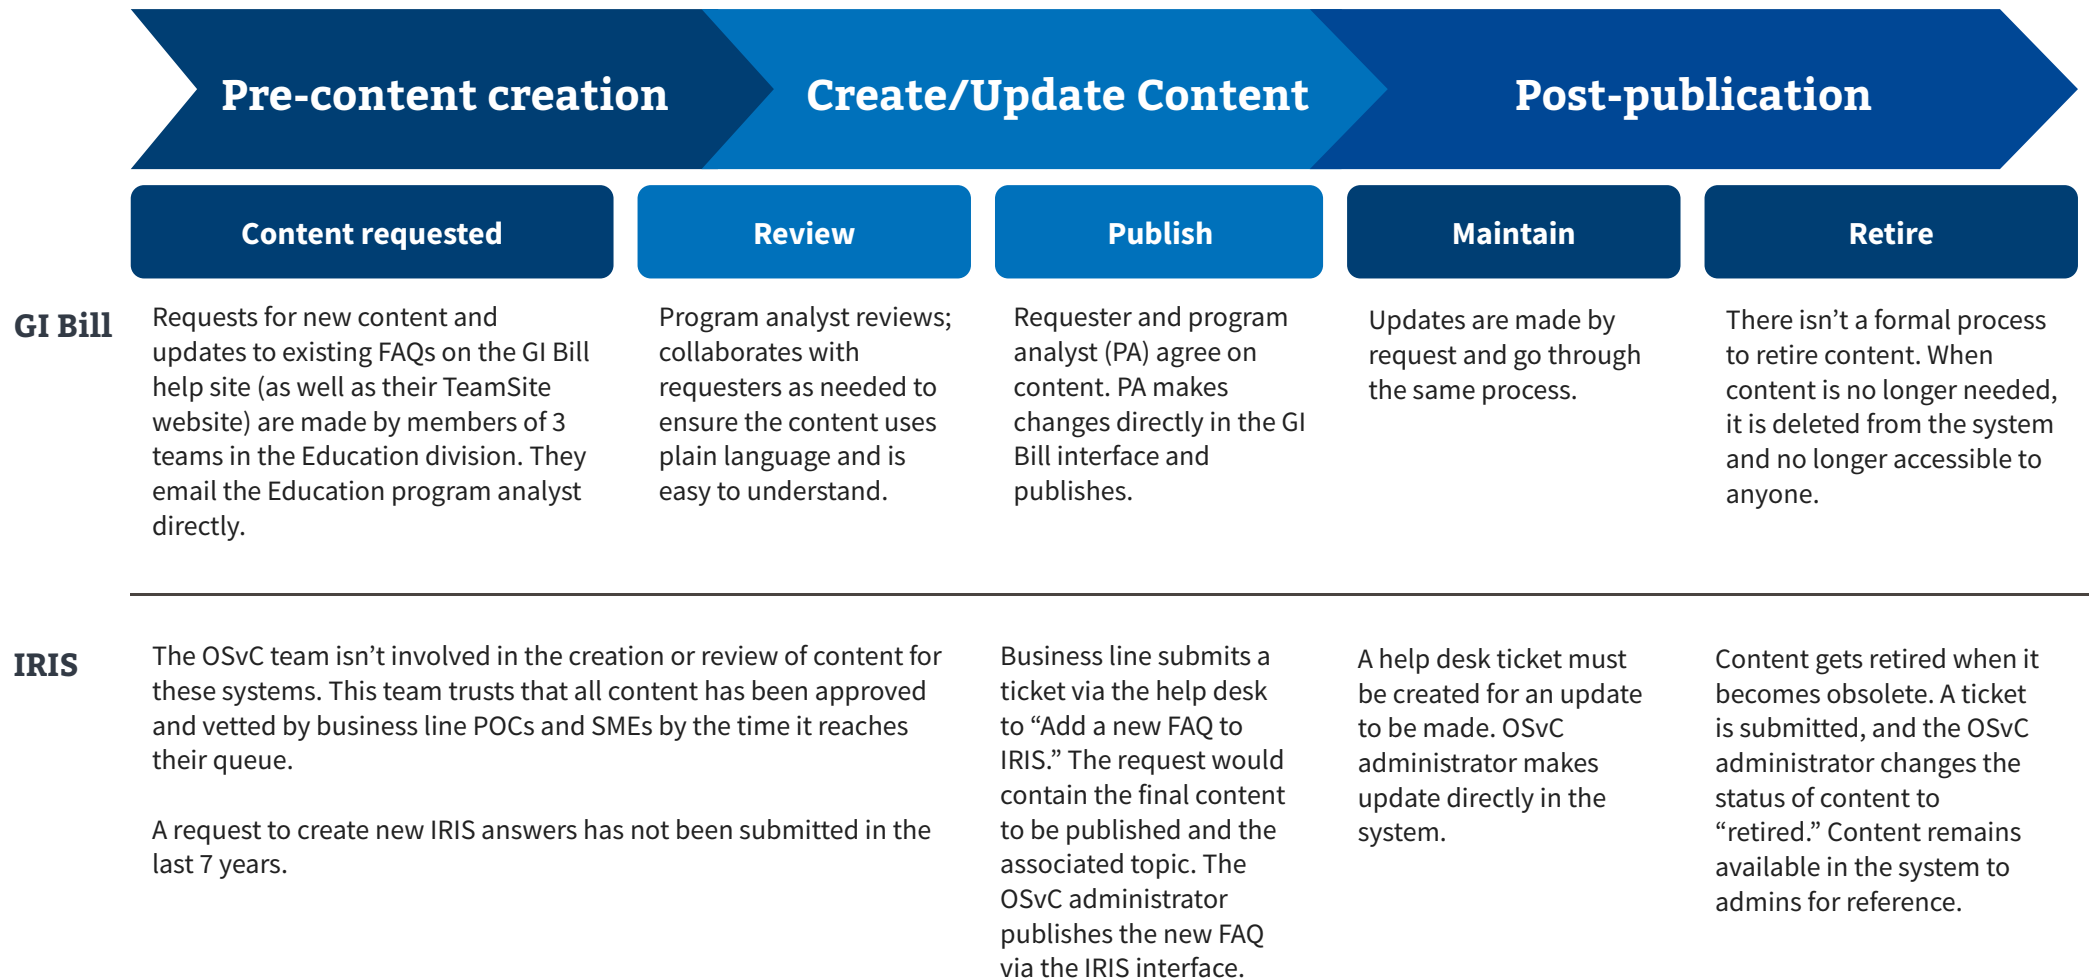 Pre-content creation
Create/Update Content
Post-publication
Content requested
Review
Publish
Maintain
Retire
GI Bill
Requests for new content and
updates to existing FAQs on the GI Bill
help site (as well as their TeamSite
website) are made by members of 3
teams in the Education division. They
email the Education program analyst
directly.
Program analyst reviews;
collaborates with
requesters as needed to
ensure the content uses
plain language and is
easy to understand.
Requester and program
analyst (PA) agree on
content. PA makes
changes directly in the GI
Bill interface and
publishes.
Updates are made by
request and go through
the same process.
There isn’t a formal process
to retire content. When
content is no longer needed,
it is deleted from the system
and no longer accessible to
anyone.
IRIS
The OSvC team isn’t involved in the creation or review of content for
these systems. This team trusts that all content has been approved
and vetted by business line POCs and SMEs by the time it reaches
their queue.
A request to create new IRIS answers has not been submitted in the
last 7 years.
Business line submits a
ticket via the help desk
to “Add a new FAQ to
IRIS.” The request would
contain the final content
to be published and the
associated topic. The
OSvC administrator
publishes the new FAQ
via the IRIS interface.
A help desk ticket must
be created for an update
to be made. OSvC
administrator makes
update directly in the
system.
Content gets retired when it
becomes obsolete. A ticket
is submitted, and the OSvC
administrator changes the
status of content to
“retired.” Content remains
available in the system to
admins for reference.